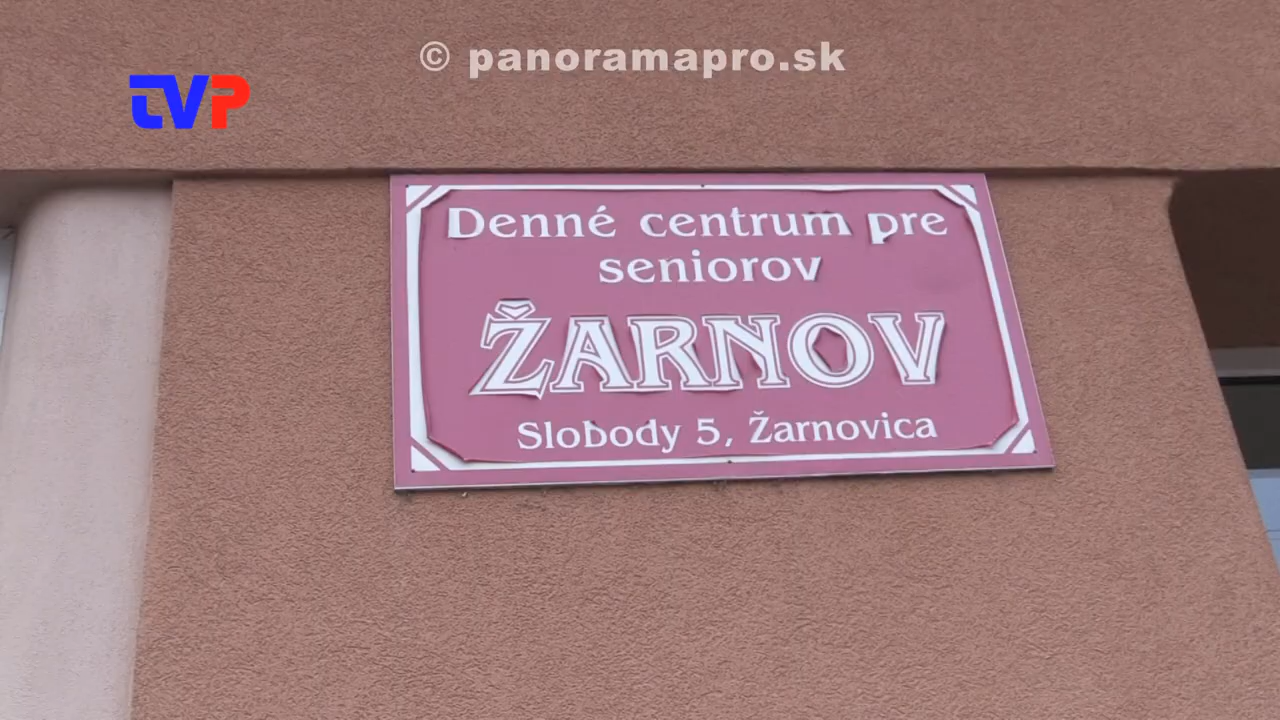 © panoramapro.sk
tVP
Denné centrum pre
seniorov
ŽARNOV
Slobody 5, Žarnovica